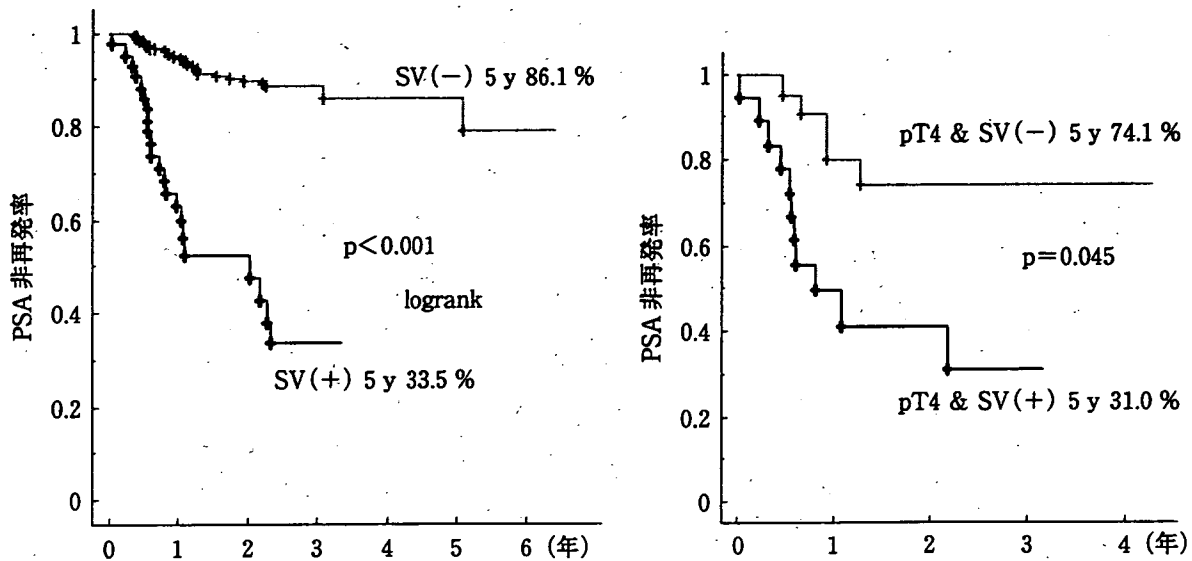 PSA 非再発率
1
0.8
0.6
0.4
0.2
0
SV(−) 5 y 86.1 %
p<0.001
logrank
SV(+) 5 y 33.5 %
0 1 2 3 4 5 6 (年)
PSA 非再発率
1
0.8
0.6
0.4
0.2
0
pT4 & SV(−) 5 y 74.1 %
p=0.045
pT4 & SV(+) 5 y 31.0 %
0 1 2 3 4 (年)